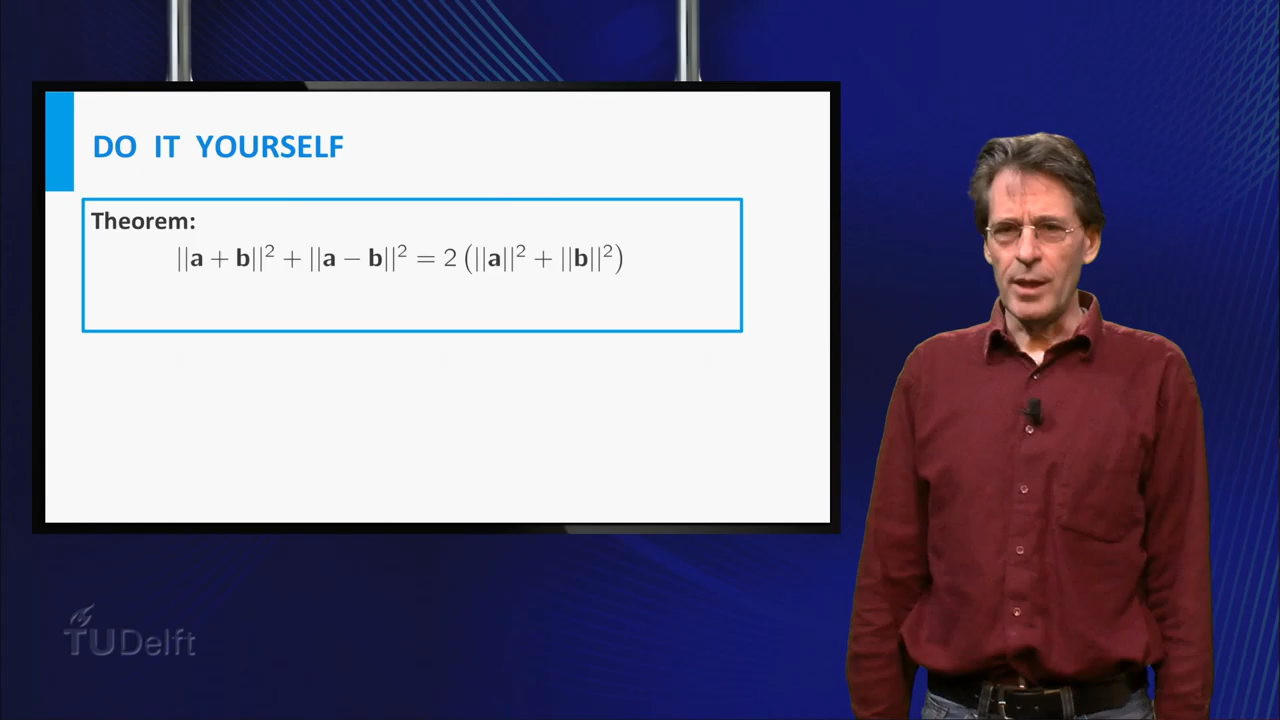 DO IT YOURSELF
Theorem:
||a + b||² + ||a − b||² = 2 (||a||² + ||b||²)
TUDelft